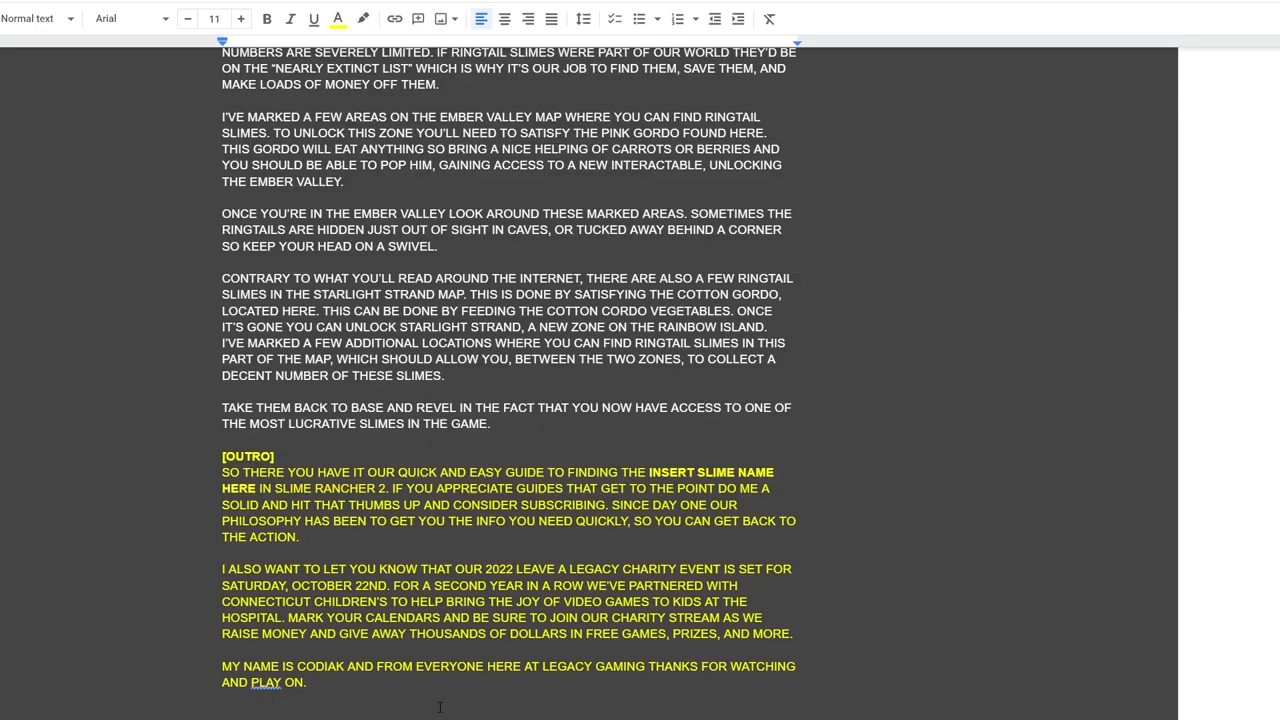 Normal text Arial 11
NUMBERS ARE SEVERELY LIMITED. IF RINGTAIL SLIMES WERE PART OF OUR WORLD THEY'D BE
ON THE “NEARLY EXTINCT LIST” WHICH IS WHY IT'S OUR JOB TO FIND THEM, SAVE THEM, AND
MAKE LOADS OF MONEY OFF THEM.
I'VE MARKED A FEW AREAS ON THE EMBER VALLEY MAP WHERE YOU CAN FIND RINGTAIL
SLIMES. TO UNLOCK THIS ZONE YOU'LL NEED TO SATISFY THE PINK GORDO FOUND HERE.
THIS GORDO WILL EAT ANYTHING SO BRING A NICE HELPING OF CARROTS OR BERRIES AND
YOU SHOULD BE ABLE TO POP HIM, GAINING ACCESS TO A NEW INTERACTABLE, UNLOCKING
THE EMBER VALLEY.
ONCE YOU'RE IN THE EMBER VALLEY LOOK AROUND THESE MARKED AREAS. SOMETIMES THE
RINGTAILS ARE HIDDEN JUST OUT OF SIGHT IN CAVES, OR TUCKED AWAY BEHIND A CORNER
SO KEEP YOUR HEAD ON A SWIVEL.
CONTRARY TO WHAT YOU'LL READ AROUND THE INTERNET, THERE ARE ALSO A FEW RINGTAIL
SLIMES IN THE STARLIGHT STRAND MAP. THIS IS DONE BY SATISFYING THE COTTON GORDO,
LOCATED HERE. THIS CAN BE DONE BY FEEDING THE COTTON CORDO VEGETABLES. ONCE
IT'S GONE YOU CAN UNLOCK STARLIGHT STRAND, A NEW ZONE ON THE RAINBOW ISLAND.
I'VE MARKED A FEW ADDITIONAL LOCATIONS WHERE YOU CAN FIND RINGTAIL SLIMES IN THIS
PART OF THE MAP, WHICH SHOULD ALLOW YOU, BETWEEN THE TWO ZONES, TO COLLECT A
DECENT NUMBER OF THESE SLIMES.
TAKE THEM BACK TO BASE AND REVEL IN THE FACT THAT YOU NOW HAVE ACCESS TO ONE OF
THE MOST LUCRATIVE SLIMES IN THE GAME.
[OUTRO]
SO THERE YOU HAVE IT OUR QUICK AND EASY GUIDE TO FINDING THE INSERT SLIME NAME
HERE IN SLIME RANCHER 2. IF YOU APPRECIATE GUIDES THAT GET TO THE POINT DO ME A
SOLID AND HIT THAT THUMBS UP AND CONSIDER SUBSCRIBING. SINCE DAY ONE OUR
PHILOSOPHY HAS BEEN TO GET YOU THE INFO YOU NEED QUICKLY, SO YOU CAN GET BACK TO
THE ACTION.
I ALSO WANT TO LET YOU KNOW THAT OUR 2022 LEAVE A LEGACY CHARITY EVENT IS SET FOR
SATURDAY, OCTOBER 22ND. FOR A SECOND YEAR IN A ROW WE'VE PARTNERED WITH
CONNECTICUT CHILDREN'S TO HELP BRING THE JOY OF VIDEO GAMES TO KIDS AT THE
HOSPITAL. MARK YOUR CALENDARS AND BE SURE TO JOIN OUR CHARITY STREAM AS WE
RAISE MONEY AND GIVE AWAY THOUSANDS OF DOLLARS IN FREE GAMES, PRIZES, AND MORE.
MY NAME IS CODIAK AND FROM EVERYONE HERE AT LEGACY GAMING THANKS FOR WATCHING
AND PLAY ON.